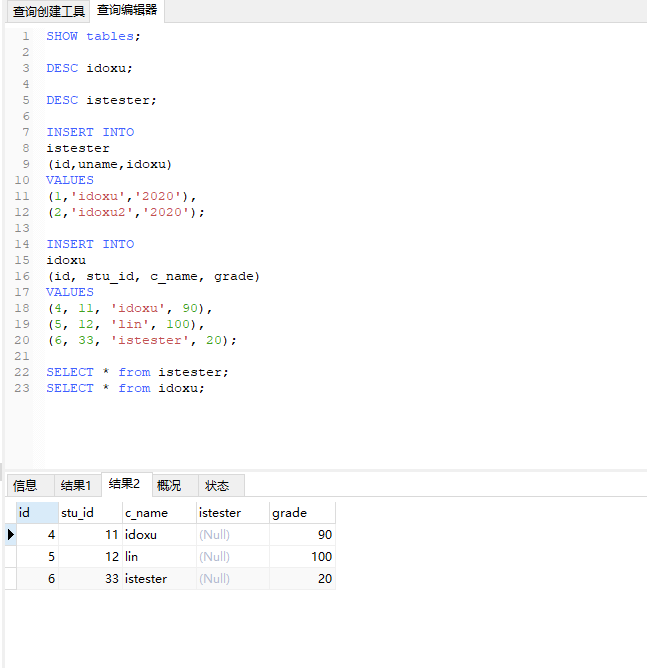 查询创建工具 查询编辑器
1 SHOW tables;
2
3 DESC idoxu;
4
5 DESC istester;
6
7 INSERT INTO
8 istester
9 (id,uname,idoxu)
10 VALUES
11 (1,'idoxu','2020'),
12 (2,'idoxu2','2020');
13
14 INSERT INTO
15 idoxu
16 (id, stu_id, c_name, grade)
17 VALUES
18 (4, 11, 'idoxu', 90),
19 (5, 12, 'lin', 100),
20 (6, 33, 'istester', 20);
21
22 SELECT * from istester;
23 SELECT * from idoxu;
信息 结果1 结果2 概况 状态
id stu_id c_name istester grade
4 11 idoxu (Null) 90
5 12 lin (Null) 100
6 33 istester (Null) 20